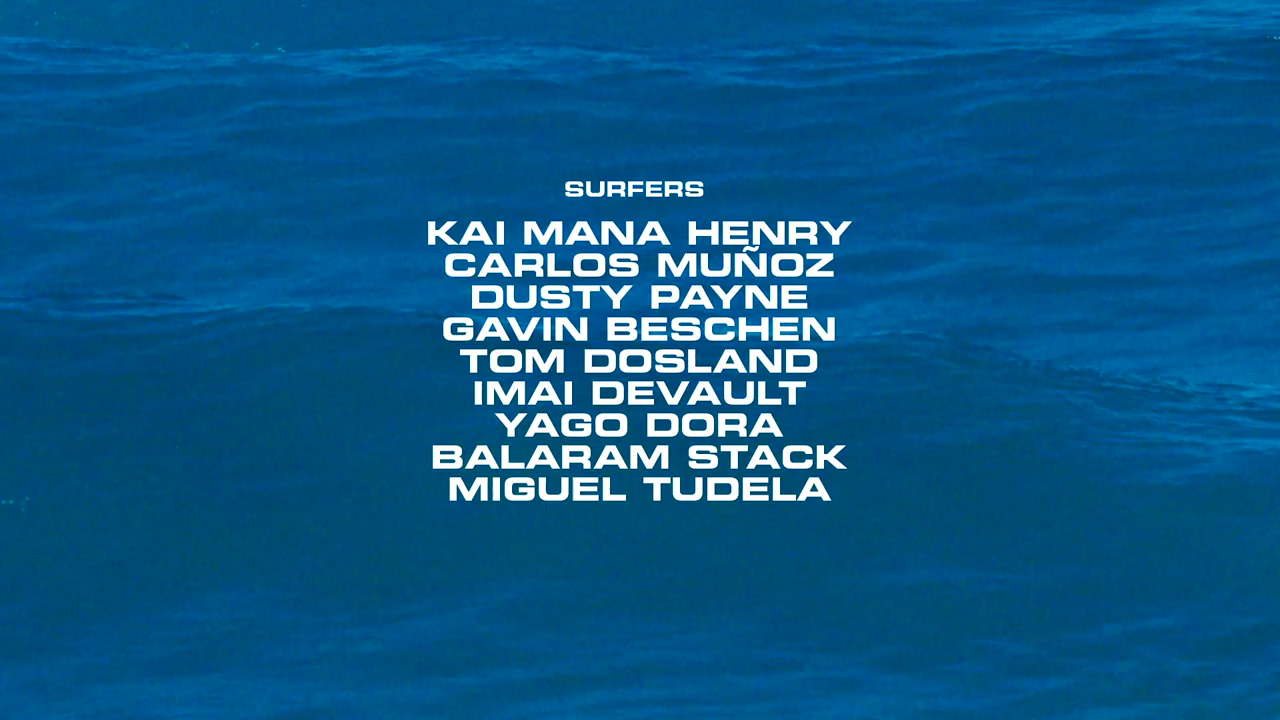 SURFERS
KAI MANA HENRY
CARLOS MUÑOZ
DUSTY PAYNE
GAVIN BESCHEN
TOM DOSLAND
IMAI DEVAULT
YAGO DORA
BALARAM STACK
MIGUEL TUDELA